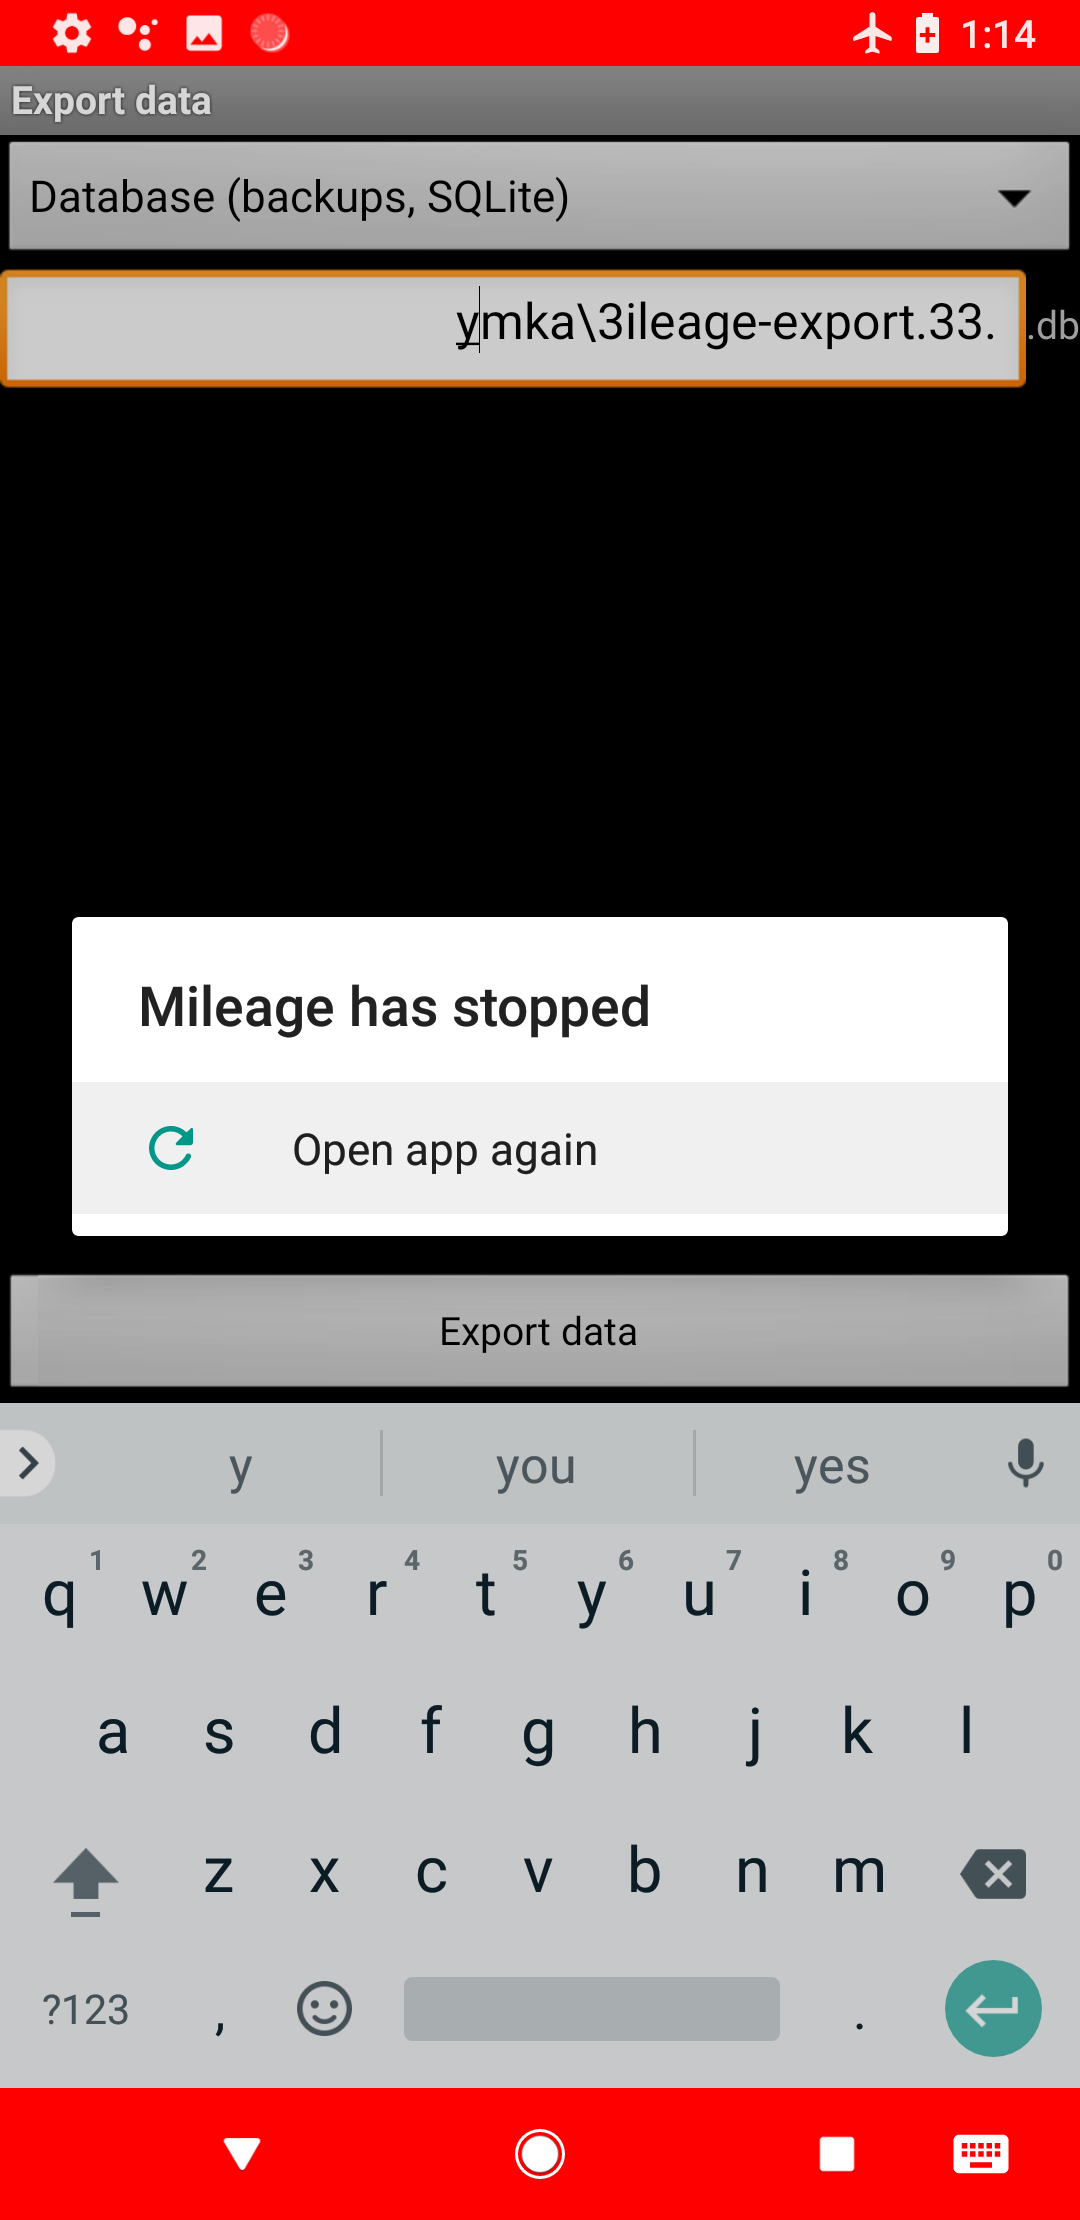 1:14
Export data
Database (backups, SQLite)
ymka\3ileage-export.33. .db
Mileage has stopped
Open app again
Export data
y you yes
1 2 3 4 5 6 7 8 9 0
q w e r t y u i o p
a s d f g h j k l
z x c v b n m
?123 , .